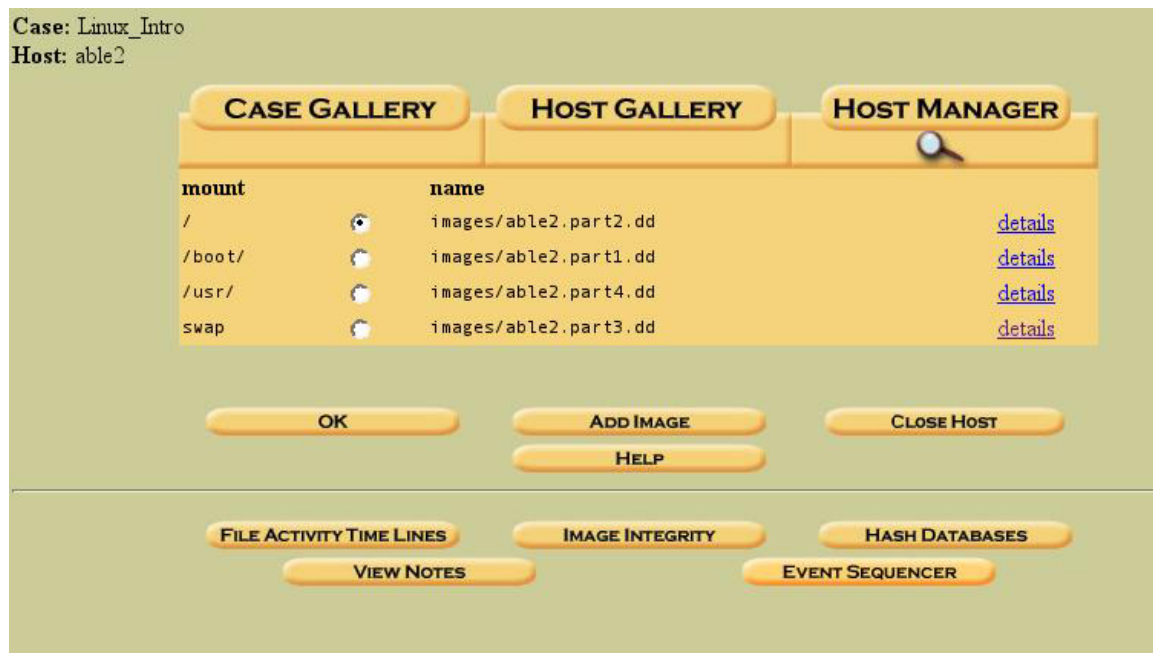 Case: Linux_Intro
Host: able2
CASE GALLERY HOST GALLERY HOST MANAGER
mount name
/ images/able2.part2.dd details
/boot/ images/able2.part1.dd details
/usr/ images/able2.part4.dd details
swap images/able2.part3.dd details
OK ADD IMAGE CLOSE HOST
HELP
FILE ACTIVITY TIME LINES IMAGE INTEGRITY HASH DATABASES
VIEW NOTES EVENT SEQUENCER